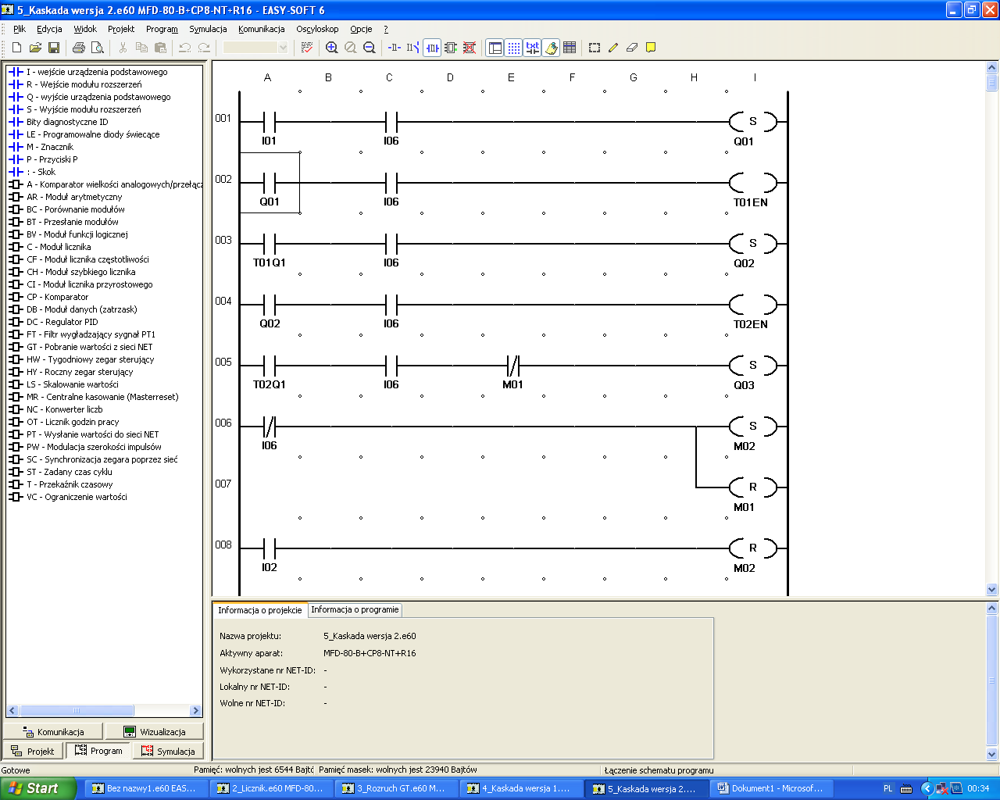 5_Kaskada wersja 2.e60 MFD-80-B+CP8-NT+R16 - EASY-SOFT 6
Plik Edycja Widok Projekt Program Symulacja Komunikacja Oscyloskop Opcje ?
I - wejście urządzenia podstawowego
R - Wejście modułu rozszerzeń
Q - wyjście urządzenia podstawowego
S - Wyjście modułu rozszerzeń
Bity diagnostyczne ID
LE - Programowalne diody świecące
M - Znacznik
P - Przyciski P
: - Skok
A - Komparator wielkości analogowych/przełącz
AR - Moduł arytmetyczny
BC - Porównanie modułów
BT - Przesłanie modułów
BV - Moduł funkcji logicznej
C - Moduł licznika
CF - Moduł licznika częstotliwości
CH - Moduł szybkiego licznika
CI - Moduł licznika przyrostowego
CP - Komparator
DB - Moduł danych (zatrzask)
DC - Regulator PID
FT - Filtr wygładzający sygnał PT1
GT - Pobranie wartości z sieci NET
HW - Tygodniowy zegar sterujący
HY - Roczny zegar sterujący
LS - Skalowanie wartości
MR - Centralne kasowanie (Masterreset)
NC - Konwerter liczb
OT - Licznik godzin pracy
PT - Wysłanie wartości do sieci NET
PW - Modulacja szerokości impulsów
SC - Synchronizacja zegara poprzez sieć
ST - Zadany czas cyklu
T - Przekaźnik czasowy
VC - Ograniczenie wartości
Komunikacja Wizualizacja
Projekt Program Symulacja
A B C D E F G H I
001 S
I01 I06 Q01
002
Q01 I06 T01EN
003 S
T01Q1 I06 Q02
004
Q02 I06 T02EN
005 S
T02Q1 I06 M01 Q03
006 S
I06 M02
007 R
M01
008 R
I02 M02
Informacja o projekcie Informacja o programie
Nazwa projektu: 5_Kaskada wersja 2.e60
Aktywny aparat: MFD-80-B+CP8-NT+R16
Wykorzystane nr NET-ID: -
Lokalny nr NET-ID: -
Wolne nr NET-ID: -
Gotowe Pamięć: wolnych jest 6544 Bajtó Pamięć masek: wolnych jest 23940 Bajtów Łączenie schematu programu
Start Bez nazwy1.e60 EAS... 2_Licznik.e60 MFD-80... 3_Rozruch GT.e60 M... 4_Kaskada wersja 1.... 5_Kaskada wersja 2.... Dokument1 - Microsof... PL 00:34